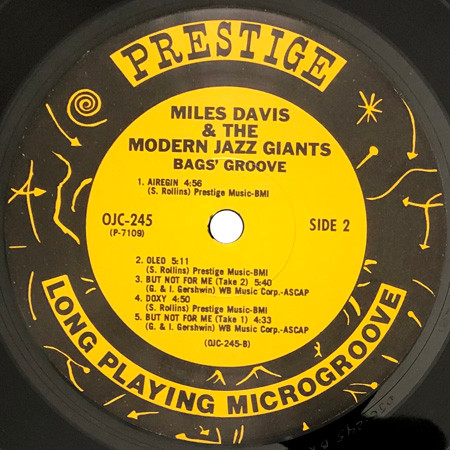 PRESTIGE
MILES DAVIS
& THE
MODERN JAZZ GIANTS
BAGS' GROOVE
1. AIREGIN 4:56
(S. Rollins) Prestige Music-BMI
OJC-245
(P-7109)
SIDE 2
2. OLEO 5:11
(S. Rollins) Prestige Music-BMI
3. BUT NOT FOR ME (Take 2) 5:40
(G. & I. Gershwin) WB Music Corp.-ASCAP
4. DOXY 4:50
(S. Rollins) Prestige Music-BMI
5. BUT NOT FOR ME (Take 1) 4:33
(G. & I. Gershwin) WB Music Corp.-ASCAP
(OJC-245-B)
LONG PLAYING MICROGROOVE